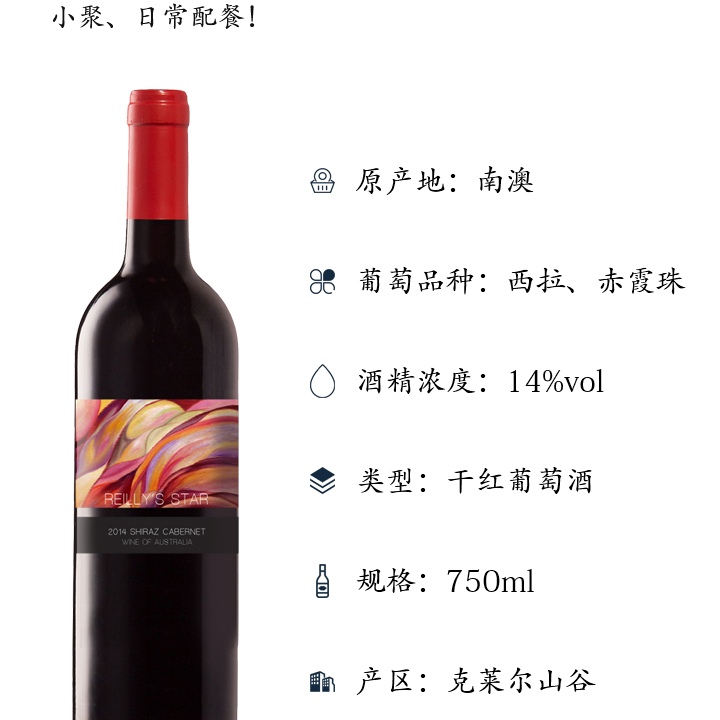 小聚、日常配餐!
原产地：南澳
葡萄品种：西拉、赤霞珠
酒精浓度：14%vol
类型：干红葡萄酒
规格：750ml
产区：克莱尔山谷
REILLY'S STAR
2014 SHIRAZ CABERNET
WINE OF AUSTRALIA